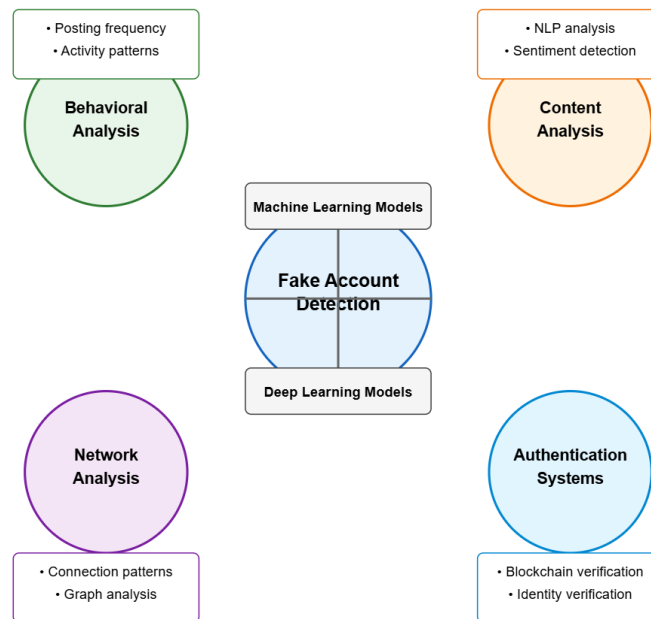 • Posting frequency
• Activity patterns
Behavioral
Analysis
• NLP analysis
• Sentiment detection
Content
Analysis
Machine Learning Models
Fake Account
Detection
Deep Learning Models
Network
Analysis
• Connection patterns
• Graph analysis
Authentication
Systems
• Blockchain verification
• Identity verification